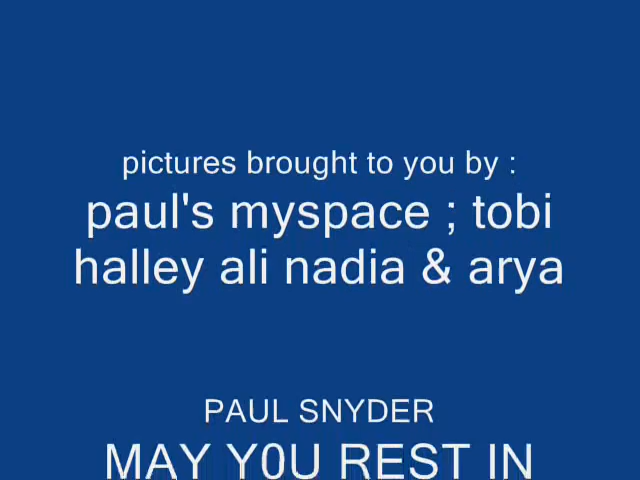 pictures brought to you by :
paul's myspace ; tobi
halley ali nadia & arya
PAUL SNYDER
MAY Y0U REST IN